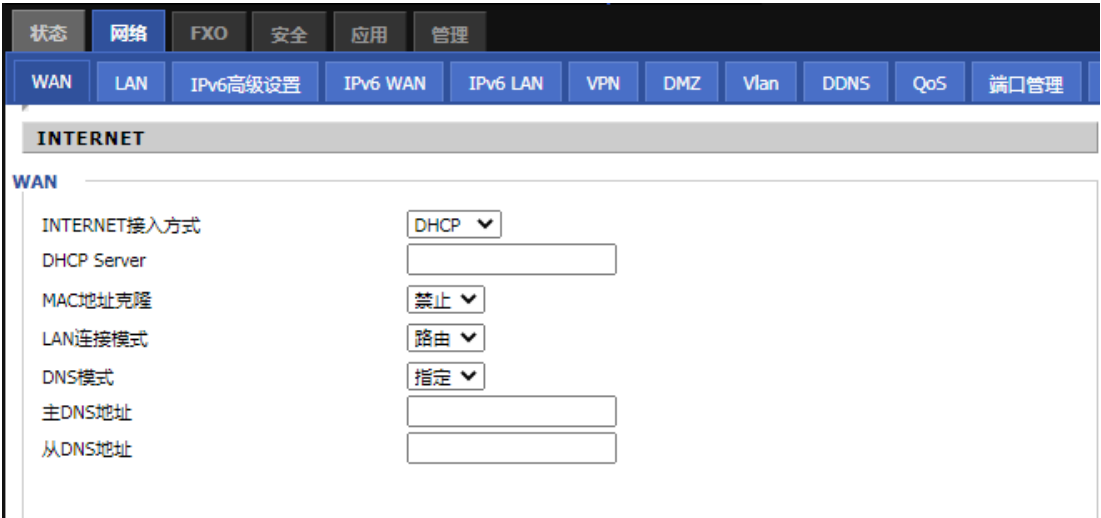 状态 网络 FXO 安全 应用 管理
WAN LAN IPv6高级设置 IPv6 WAN IPv6 LAN VPN DMZ Vlan DDNS QoS 端口管理
INTERNET
WAN
INTERNET接入方式 DHCP
DHCP Server
MAC地址克隆 禁止
LAN连接模式 路由
DNS模式 指定
主DNS地址
从DNS地址